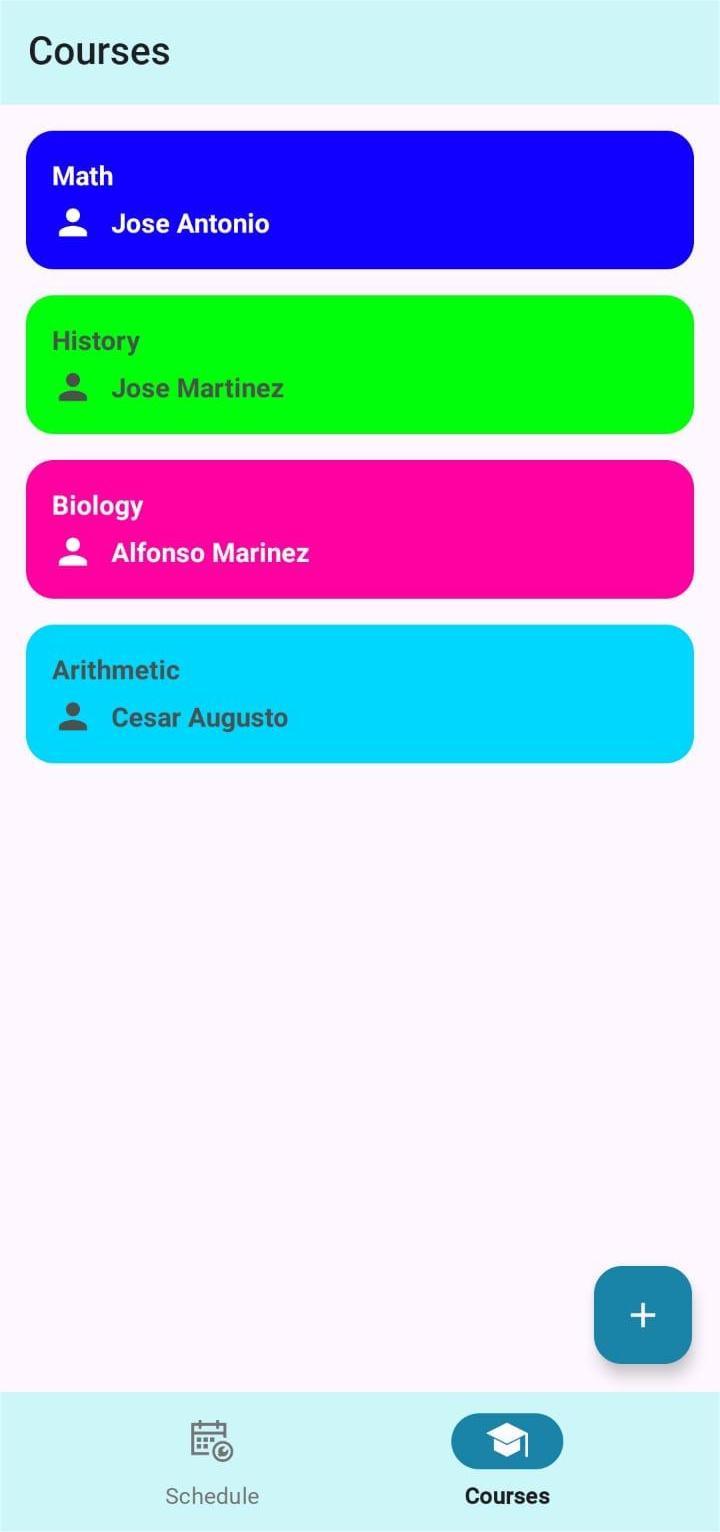 Courses
Math
Jose Antonio
History
Jose Martinez
Biology
Alfonso Marinez
Arithmetic
Cesar Augusto
+
Schedule
Courses